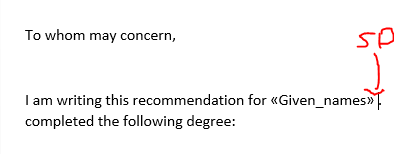 To whom may concern,
SP
I am writing this recommendation for «Given_names» .
completed the following degree: